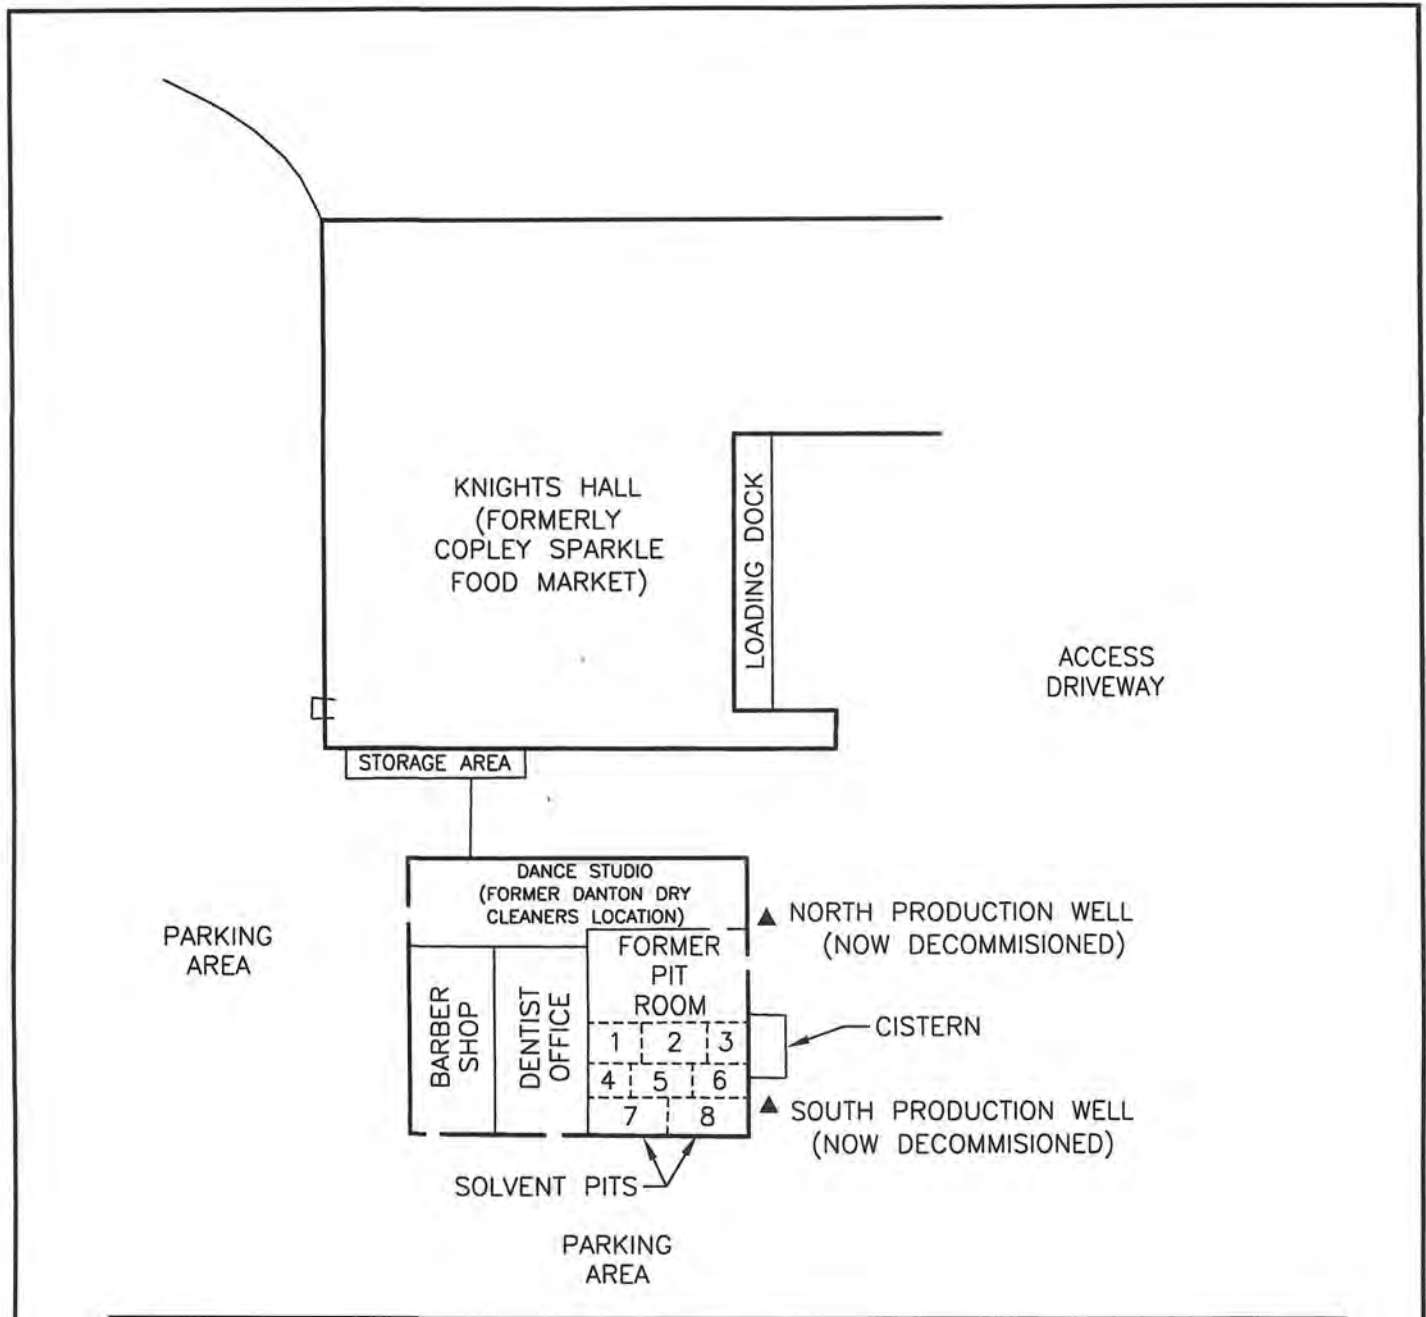 KNIGHTS HALL
(FORMERLY
COPLEY SPARKLE
FOOD MARKET)
LOADING DOCK
ACCESS
DRIVEWAY
STORAGE AREA
DANCE STUDIO
(FORMER DANTON DRY
CLEANERS LOCATION)
NORTH PRODUCTION WELL
(NOW DECOMMISIONED)
PARKING
AREA
FORMER
PIT
ROOM
BARBER
SHOP
DENTIST
OFFICE
CISTERN
1 2 3
4 5 6
7 8
SOUTH PRODUCTION WELL
(NOW DECOMMISIONED)
SOLVENT PITS
PARKING
AREA